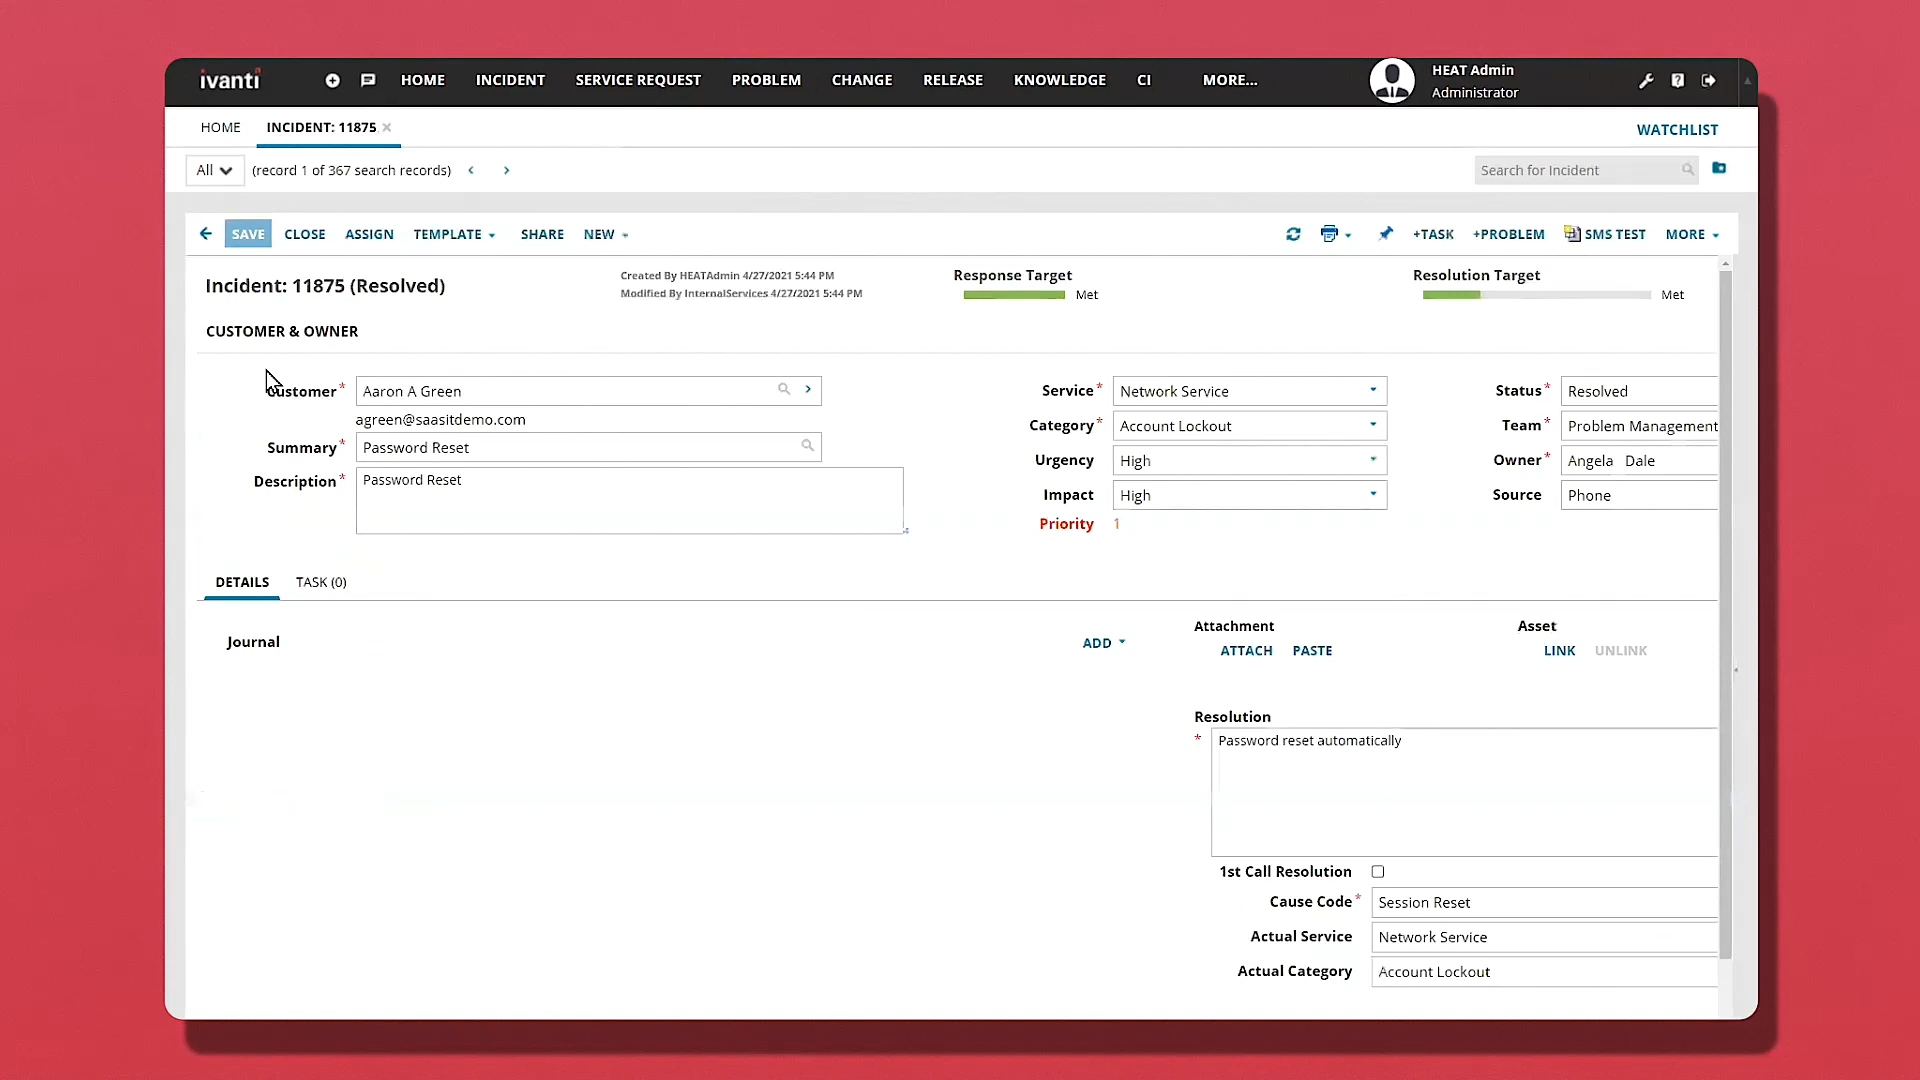 ivanti HOME INCIDENT SERVICE REQUEST PROBLEM CHANGE RELEASE KNOWLEDGE CI MORE... HEAT Admin
Administrator
HOME INCIDENT: 11875 WATCHLIST
All (record 1 of 367 search records) Search for Incident
SAVE CLOSE ASSIGN TEMPLATE SHARE NEW +TASK +PROBLEM SMS TEST MORE
Incident: 11875 (Resolved)
Created By HEATAdmin 4/27/2021 5:44 PM
Modified By InternalServices 4/27/2021 5:44 PM
Response Target
Met
Resolution Target
Met
CUSTOMER & OWNER
Customer* Aaron A Green
agreen@saasitdemo.com
Summary* Password Reset
Description* Password Reset
Service* Network Service
Category* Account Lockout
Urgency High
Impact High
Priority 1
Status* Resolved
Team* Problem Management
Owner* Angela Dale
Source Phone
DETAILS TASK (0)
Journal ADD
Attachment
ATTACH PASTE
Asset
LINK UNLINK
Resolution
* Password reset automatically
1st Call Resolution
Cause Code* Session Reset
Actual Service Network Service
Actual Category Account Lockout